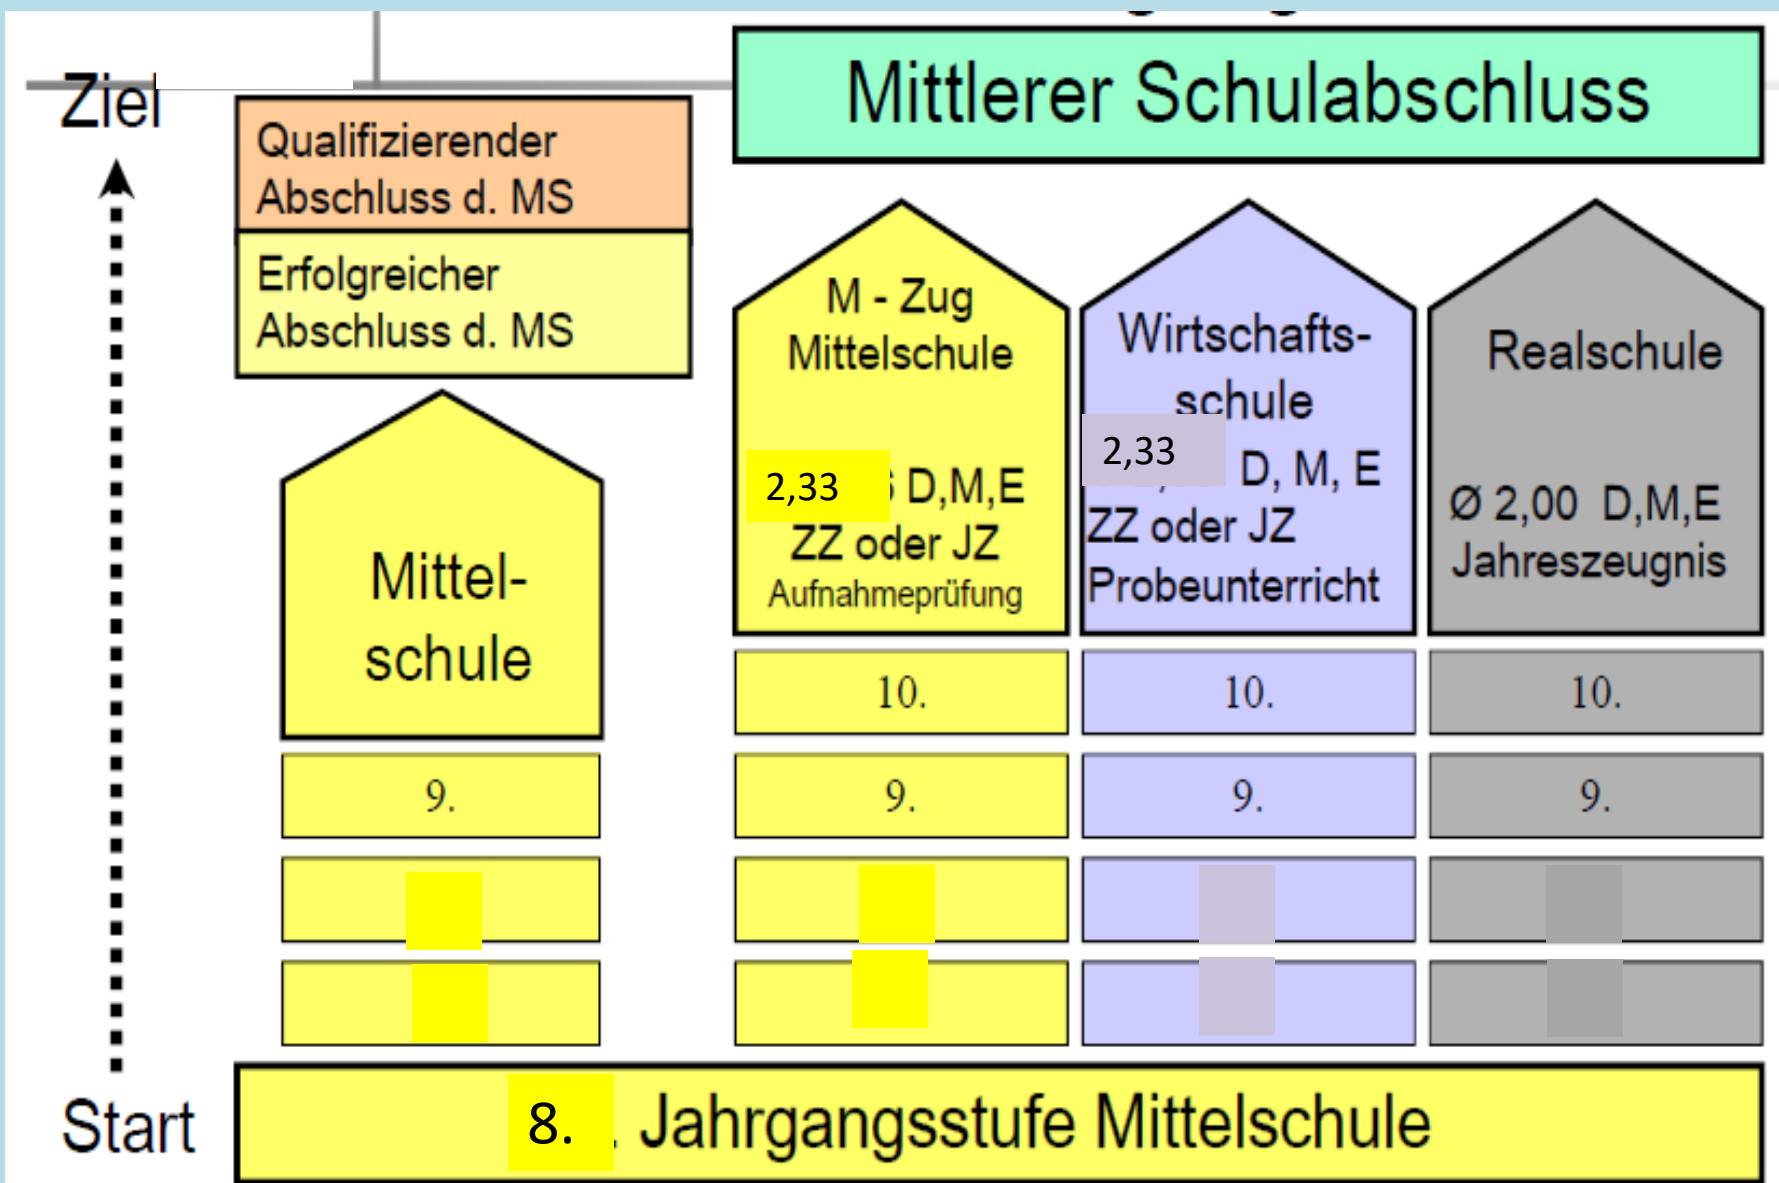 Mittlerer Schulabschluss
Ziel
Qualifizierender
Abschluss d. MS
Erfolgreicher
Abschluss d. MS
Mittel-
schule
9.
M - Zug
Mittelschule
2,33 D,M,E
ZZ oder JZ
Aufnahmeprüfung
10.
9.
Wirtschafts-
schule
2,33 D, M, E
ZZ oder JZ
Probeunterricht
10.
9.
Realschule
Ø 2,00 D,M,E
Jahreszeugnis
10.
9.
Start
8. . Jahrgangsstufe Mittelschule